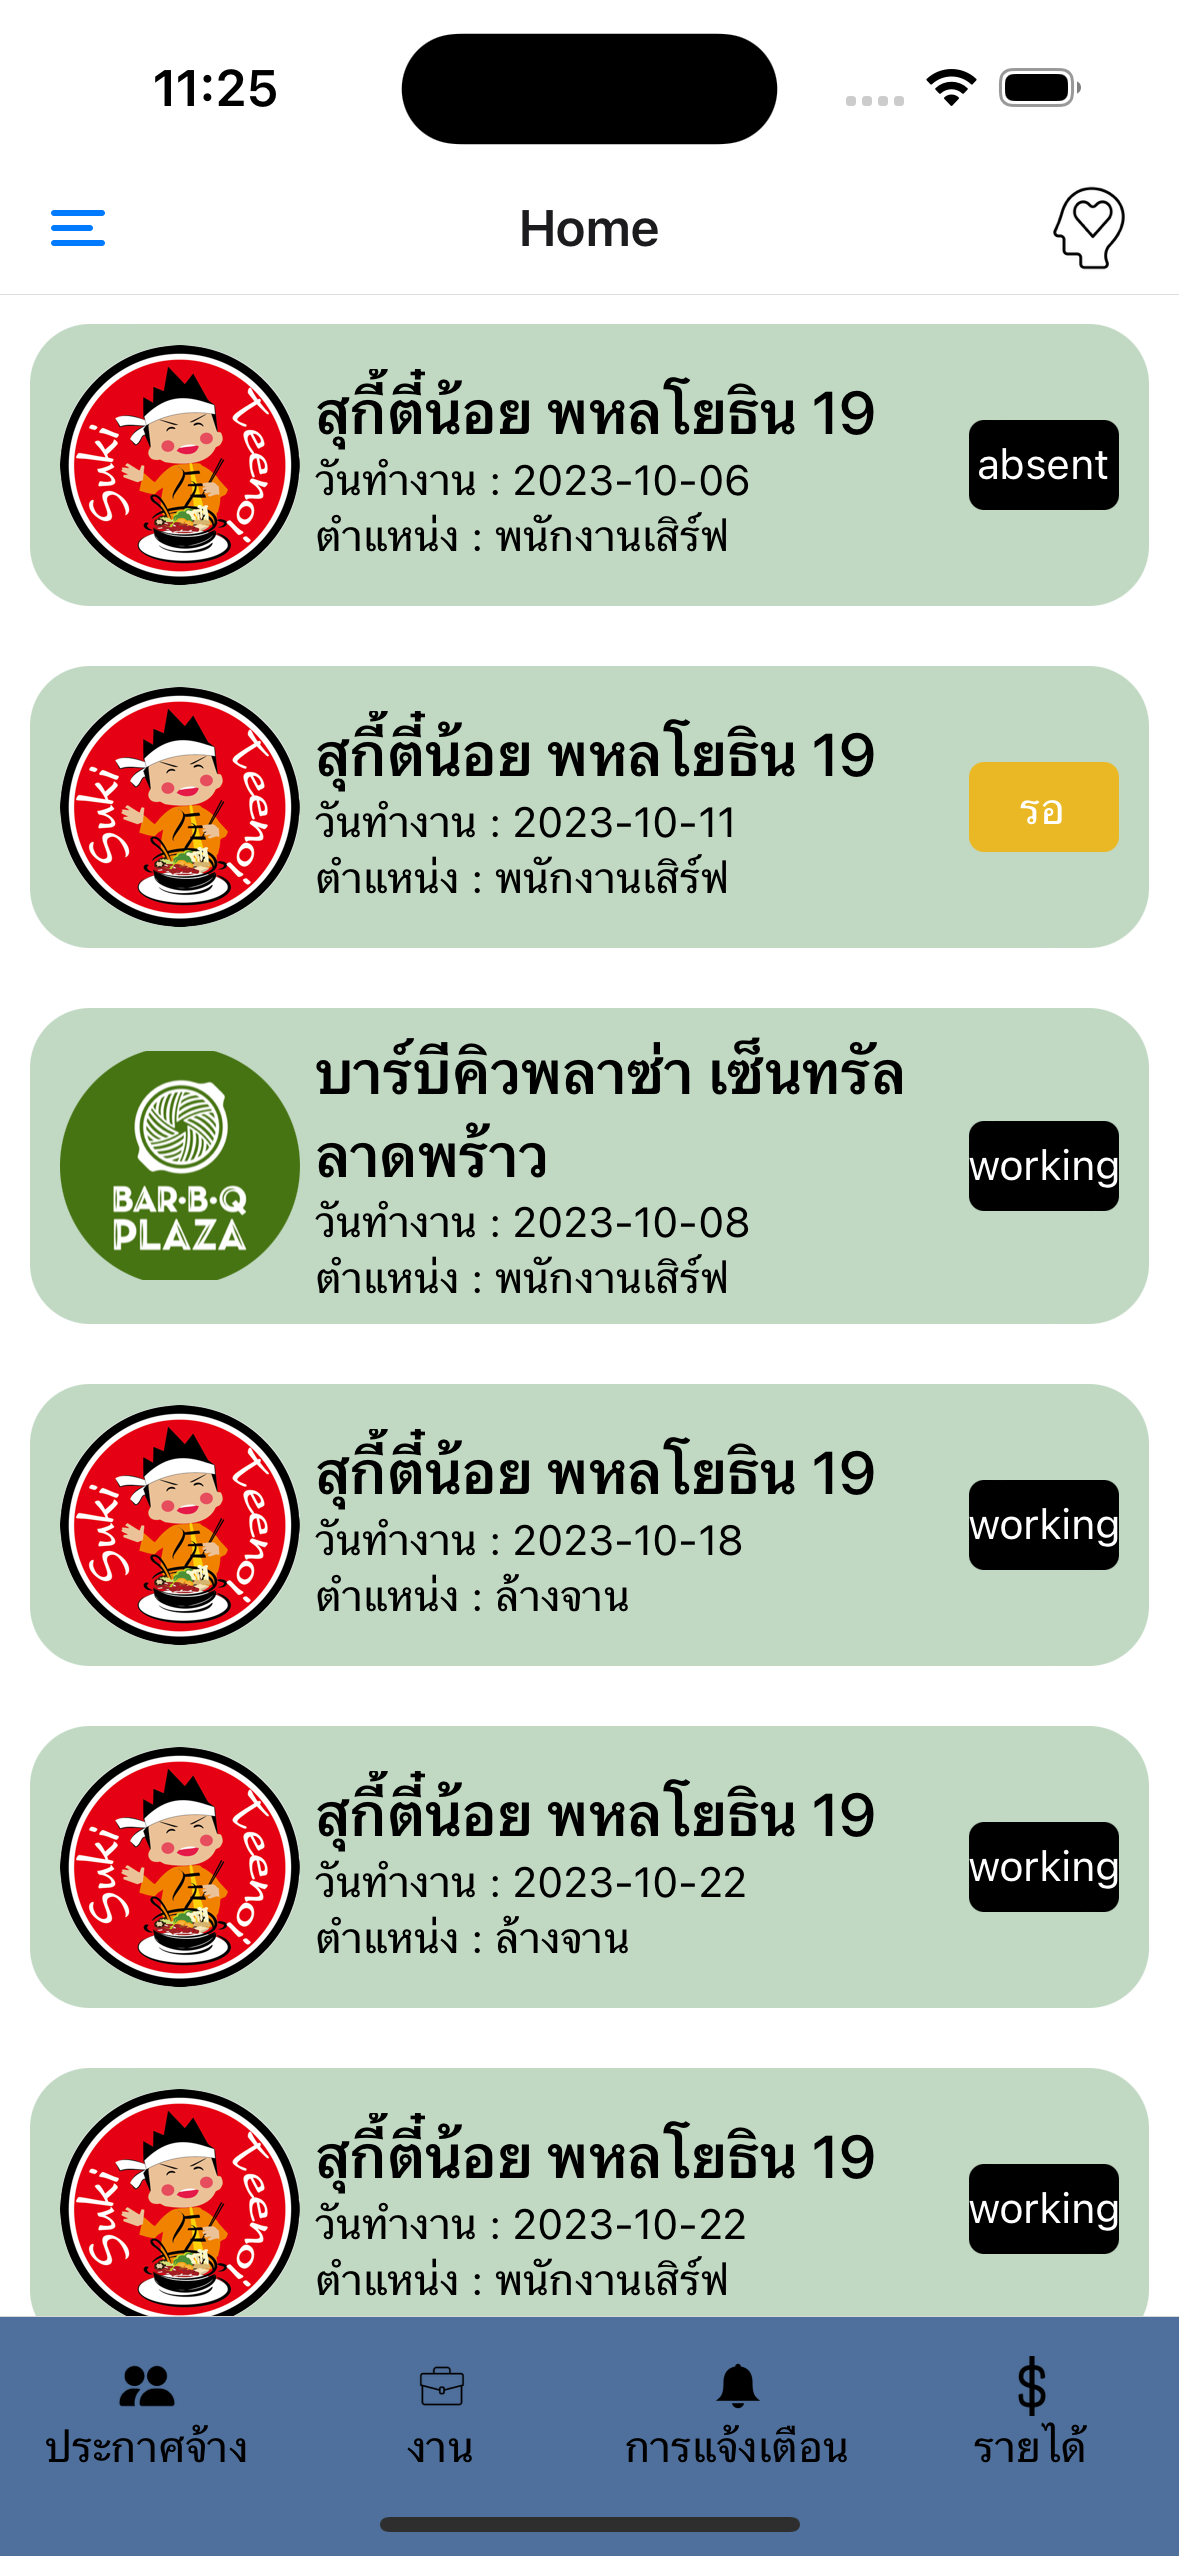 11:25
Home
Suki Teenoi
สุกี้ตี๋น้อย พหลโยธิน 19
วันทำงาน : 2023-10-06
ตำแหน่ง : พนักงานเสิร์ฟ
absent
Suki Teenoi
สุกี้ตี๋น้อย พหลโยธิน 19
วันทำงาน : 2023-10-11
ตำแหน่ง : พนักงานเสิร์ฟ
รอ
BAR•B•Q
PLAZA
บาร์บีคิวพลาซ่า เซ็นทรัล
ลาดพร้าว
วันทำงาน : 2023-10-08
ตำแหน่ง : พนักงานเสิร์ฟ
working
Suki Teenoi
สุกี้ตี๋น้อย พหลโยธิน 19
วันทำงาน : 2023-10-18
ตำแหน่ง : ล้างจาน
working
Suki Teenoi
สุกี้ตี๋น้อย พหลโยธิน 19
วันทำงาน : 2023-10-22
ตำแหน่ง : ล้างจาน
working
Suki Teenoi
สุกี้ตี๋น้อย พหลโยธิน 19
วันทำงาน : 2023-10-22
ตำแหน่ง : พนักงานเสิร์ฟ
working
ประกาศจ้าง
งาน
การแจ้งเตือน
รายได้